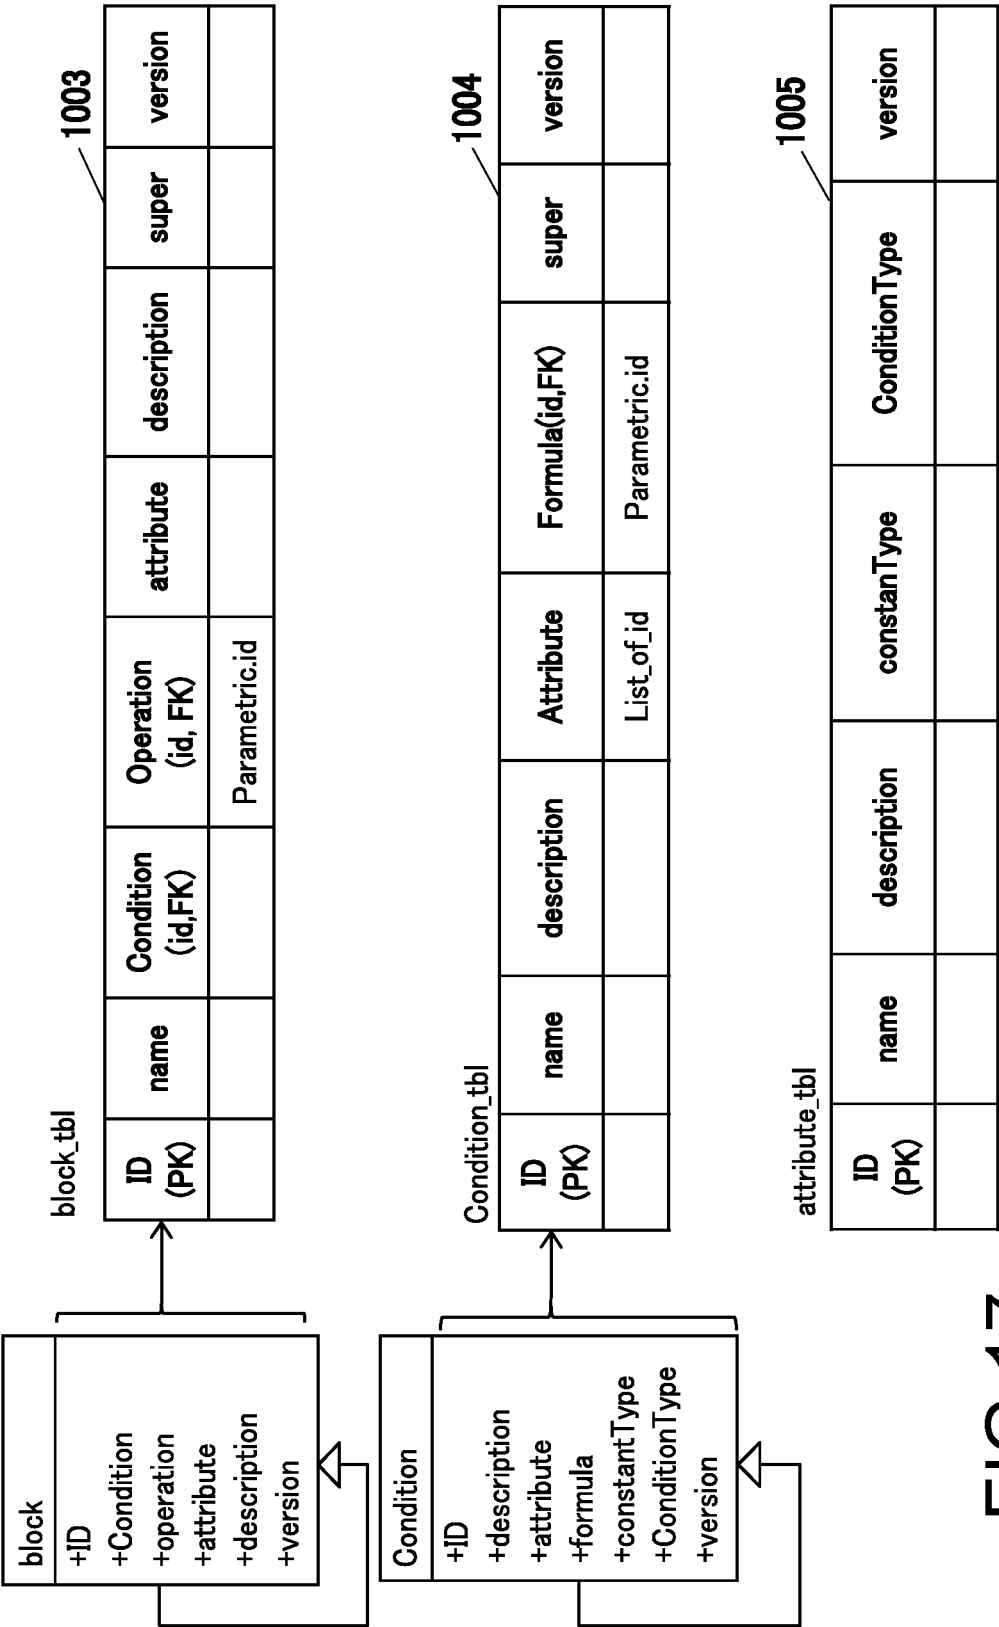 block
+ID
+Condition
+operation
+attribute
+description
+version
block_tbl
1003
ID
(PK)
name
Condition
(id,FK)
Operation
(id, FK)
attribute
description
super
version
Parametric.id
Condition
+ID
+description
+attribute
+formula
+constantType
+ConditionType
+version
Condition_tbl
1004
ID
(PK)
name
description
Attribute
Formula(id,FK)
super
version
List_of_id
Parametric.id
attribute_tbl
1005
ID
(PK)
name
description
constanType
ConditionType
version